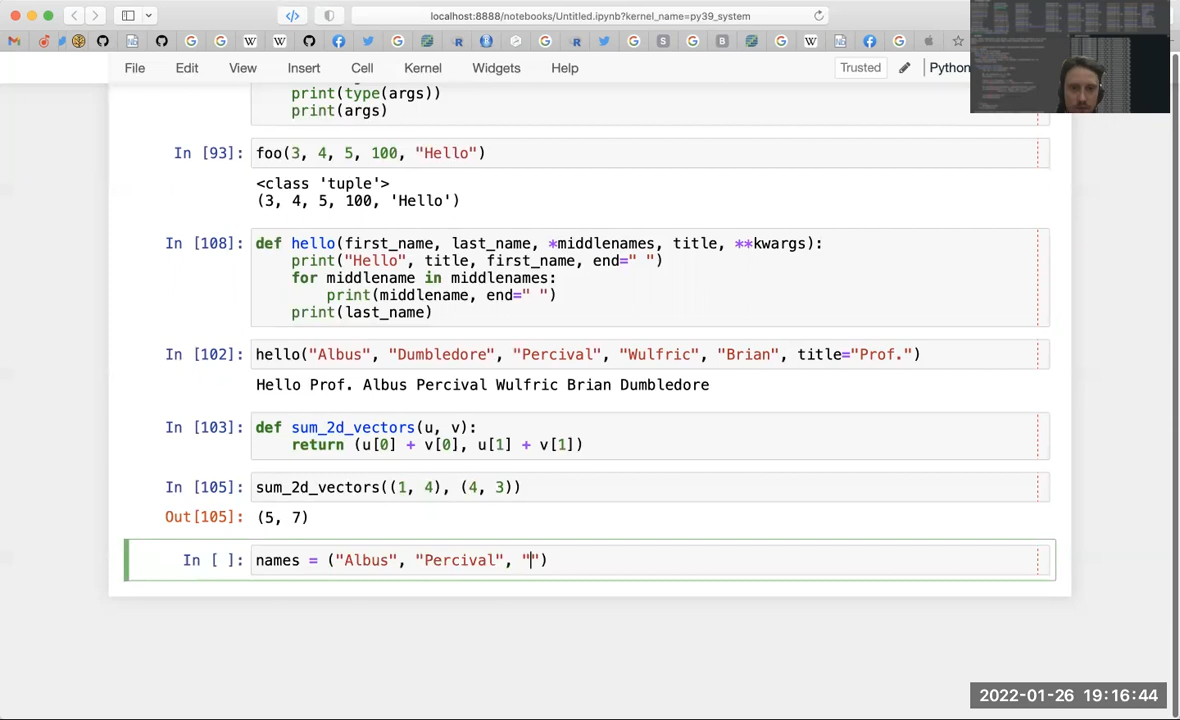 localhost:8888/notebooks/Untitled.ipynb?kernel_name=py39_system
File Edit View Insert Cell Kernel Widgets Help Trusted Python
print(type(args))
print(args)
In [93]: foo(3, 4, 5, 100, "Hello")
<class 'tuple'>
(3, 4, 5, 100, 'Hello')
In [108]: def hello(first_name, last_name, *middlenames, title, **kwargs):
print("Hello", title, first_name, end=" ")
for middlename in middlenames:
print(middlename, end=" ")
print(last_name)
In [102]: hello("Albus", "Dumbledore", "Percival", "Wulfric", "Brian", title="Prof.")
Hello Prof. Albus Percival Wulfric Brian Dumbledore
In [103]: def sum_2d_vectors(u, v):
return (u[0] + v[0], u[1] + v[1])
In [105]: sum_2d_vectors((1, 4), (4, 3))
Out[105]: (5, 7)
In [ ]: names = ("Albus", "Percival", "")
2022-01-26 19:16:44